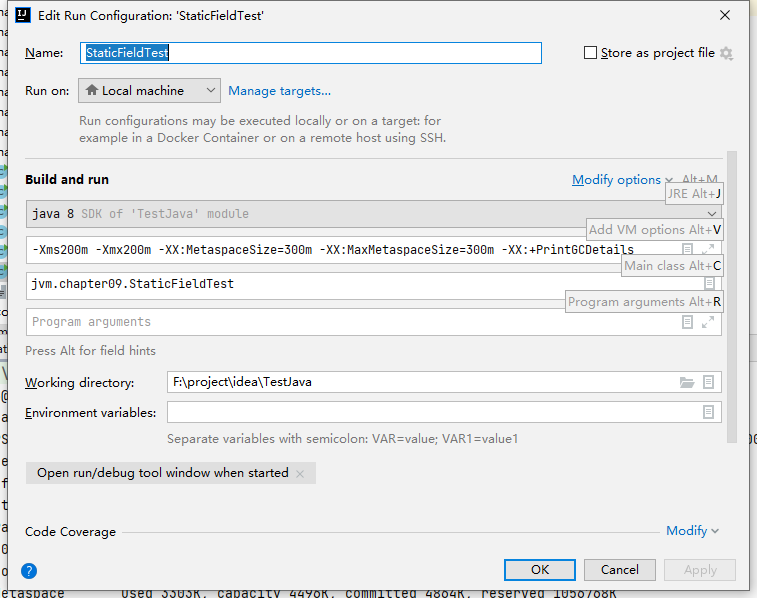 Edit Run Configuration: 'StaticFieldTest'
Name: StaticFieldTest
Store as project file
Run on: Local machine Manage targets...
Run configurations may be executed locally or on a target: for
example in a Docker Container or on a remote host using SSH.
Build and run
Modify options Alt+M
JRE Alt+J
java 8 SDK of 'TestJava' module
Add VM options Alt+V
-Xms200m -Xmx200m -XX:MetaspaceSize=300m -XX:MaxMetaspaceSize=300m -XX:+PrintGCDetails
Main class Alt+C
jvm.chapter09.StaticFieldTest
Program arguments Alt+R
Program arguments
Press Alt for field hints
Working directory: F:\project\idea\TestJava
Environment variables:
Separate variables with semicolon: VAR=value; VAR1=value1
Open run/debug tool window when started
Code Coverage
Modify
? OK Cancel Apply
etaspace used 3303K, capacity 4496K, committed 4864K, reserved 1056768K